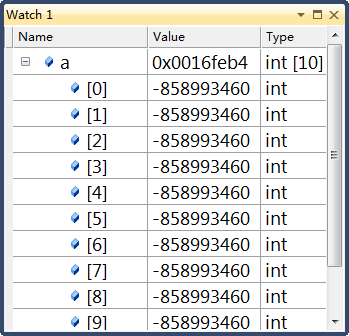 Watch 1
Name Value Type
a 0x0016feb4 int [10]
[0] -858993460 int
[1] -858993460 int
[2] -858993460 int
[3] -858993460 int
[4] -858993460 int
[5] -858993460 int
[6] -858993460 int
[7] -858993460 int
[8] -858993460 int
[9] -858993460 int